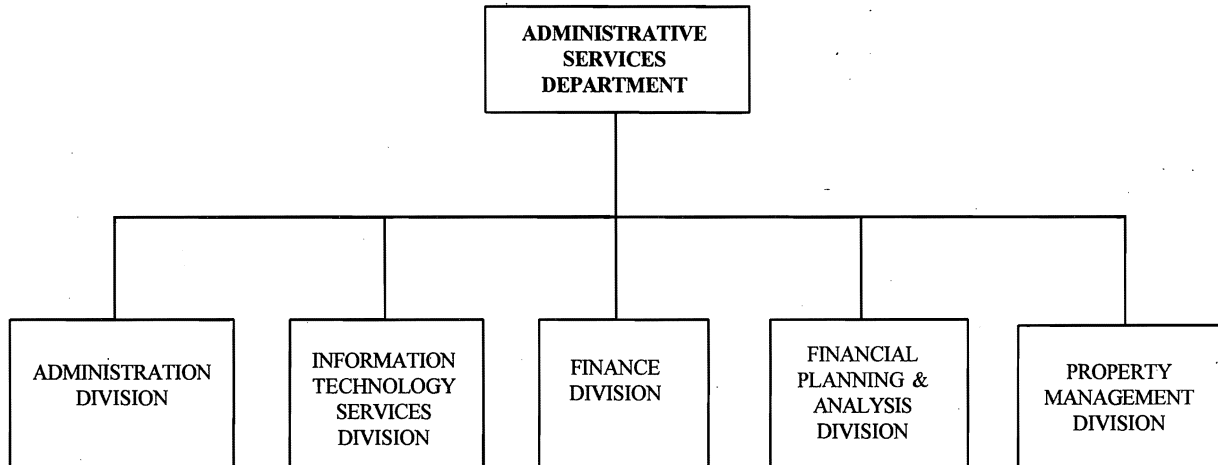 ADMINISTRATIVE
SERVICES
DEPARTMENT
ADMINISTRATION
DIVISION
INFORMATION
TECHNOLOGY
SERVICES
DIVISION
FINANCE
DIVISION
FINANCIAL
PLANNING &
ANALYSIS
DIVISION
PROPERTY
MANAGEMENT
DIVISION